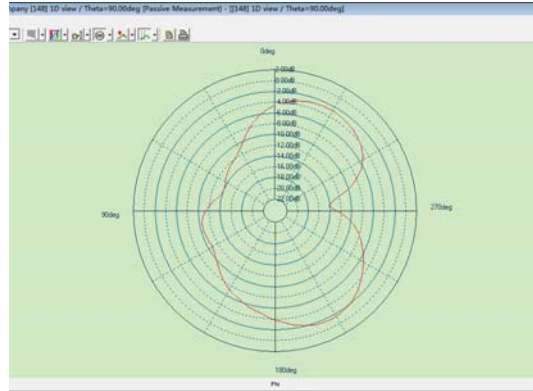 mpany [148] 1D view / Theta=90.00deg [Passive Measurement] - [[148] 1D view / Theta=90.00deg]
0deg
2.00dB
0.00dB
-2.00dB
-4.00dB
-6.00dB
-8.00dB
-10.00dB
-12.00dB
-14.00dB
-16.00dB
-18.00dB
-20.00dB
-22.00dB
90deg
270deg
180deg
Phi